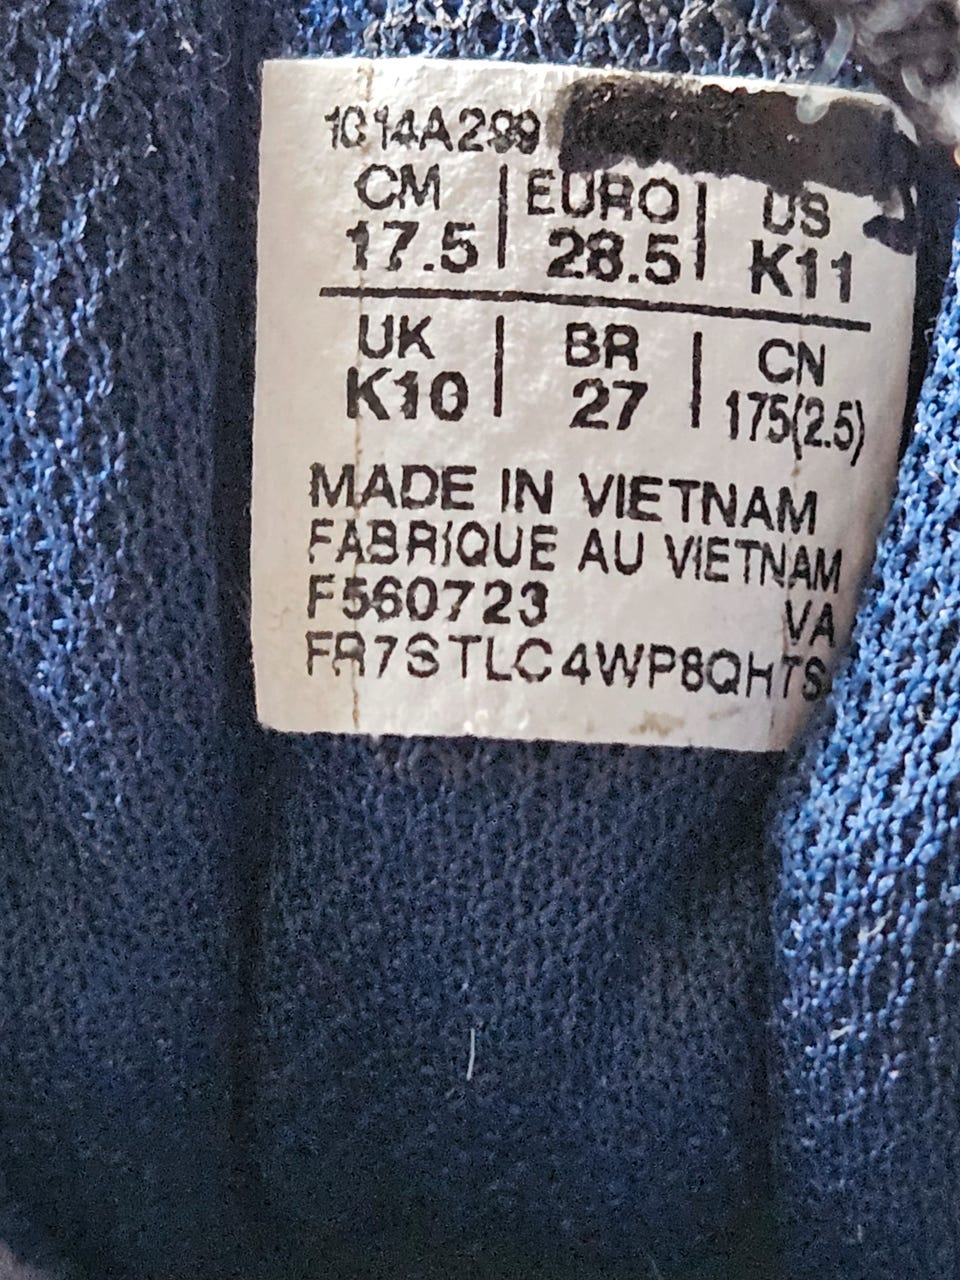 1014A299
CM | EURO | US
17.5 | 28.5 | K11
UK | BR | CN
K10 | 27 | 175(2.5)
MADE IN VIETNAM
FABRIQUE AU VIETNAM
F560723 VA
FR7STLC4WP8QHTS